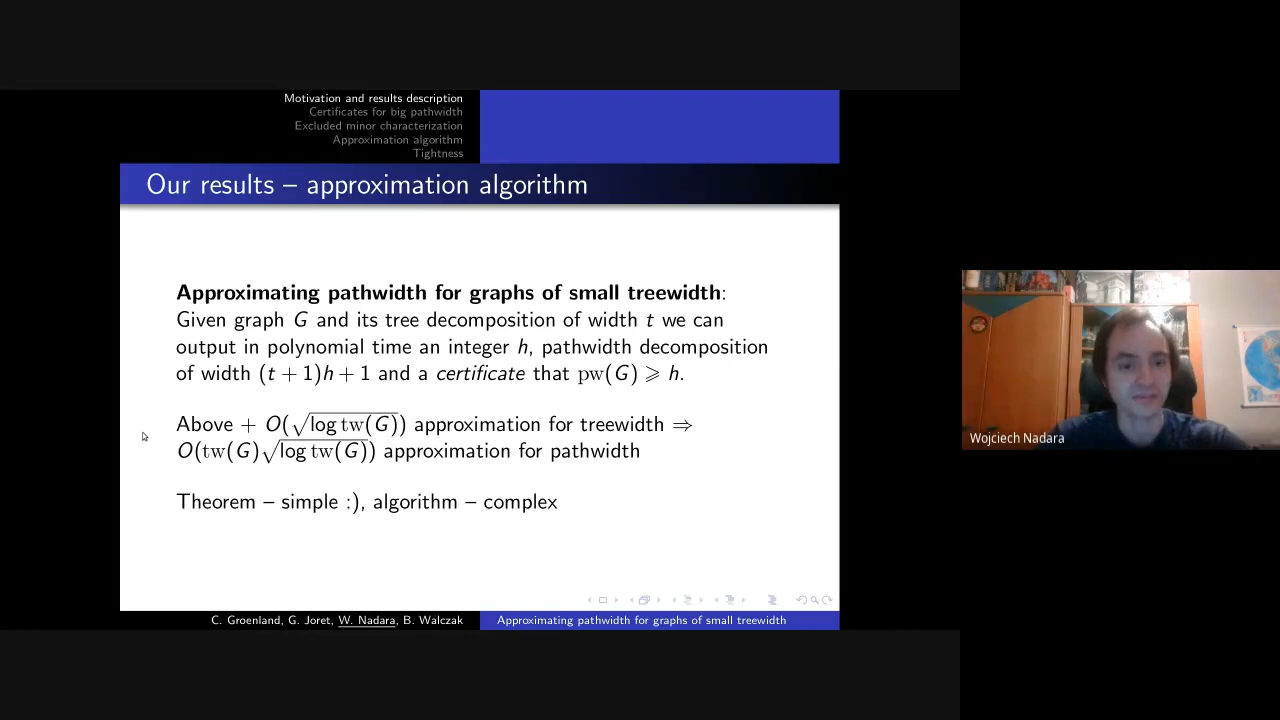 Motivation and results description
Certificates for big pathwidth
Excluded minor characterization
Approximation algorithm
Tightness
Our results – approximation algorithm
Approximating pathwidth for graphs of small treewidth:
Given graph G and its tree decomposition of width t we can
output in polynomial time an integer h, pathwidth decomposition
of width (t + 1)h + 1 and a certificate that pw(G) ⩾ h.
Above + O(√log tw(G)) approximation for treewidth ⇒
O(tw(G)√log tw(G)) approximation for pathwidth
Theorem – simple :), algorithm – complex
C. Groenland, G. Joret, W. Nadara, B. Walczak
Approximating pathwidth for graphs of small treewidth
Wojciech Nadara